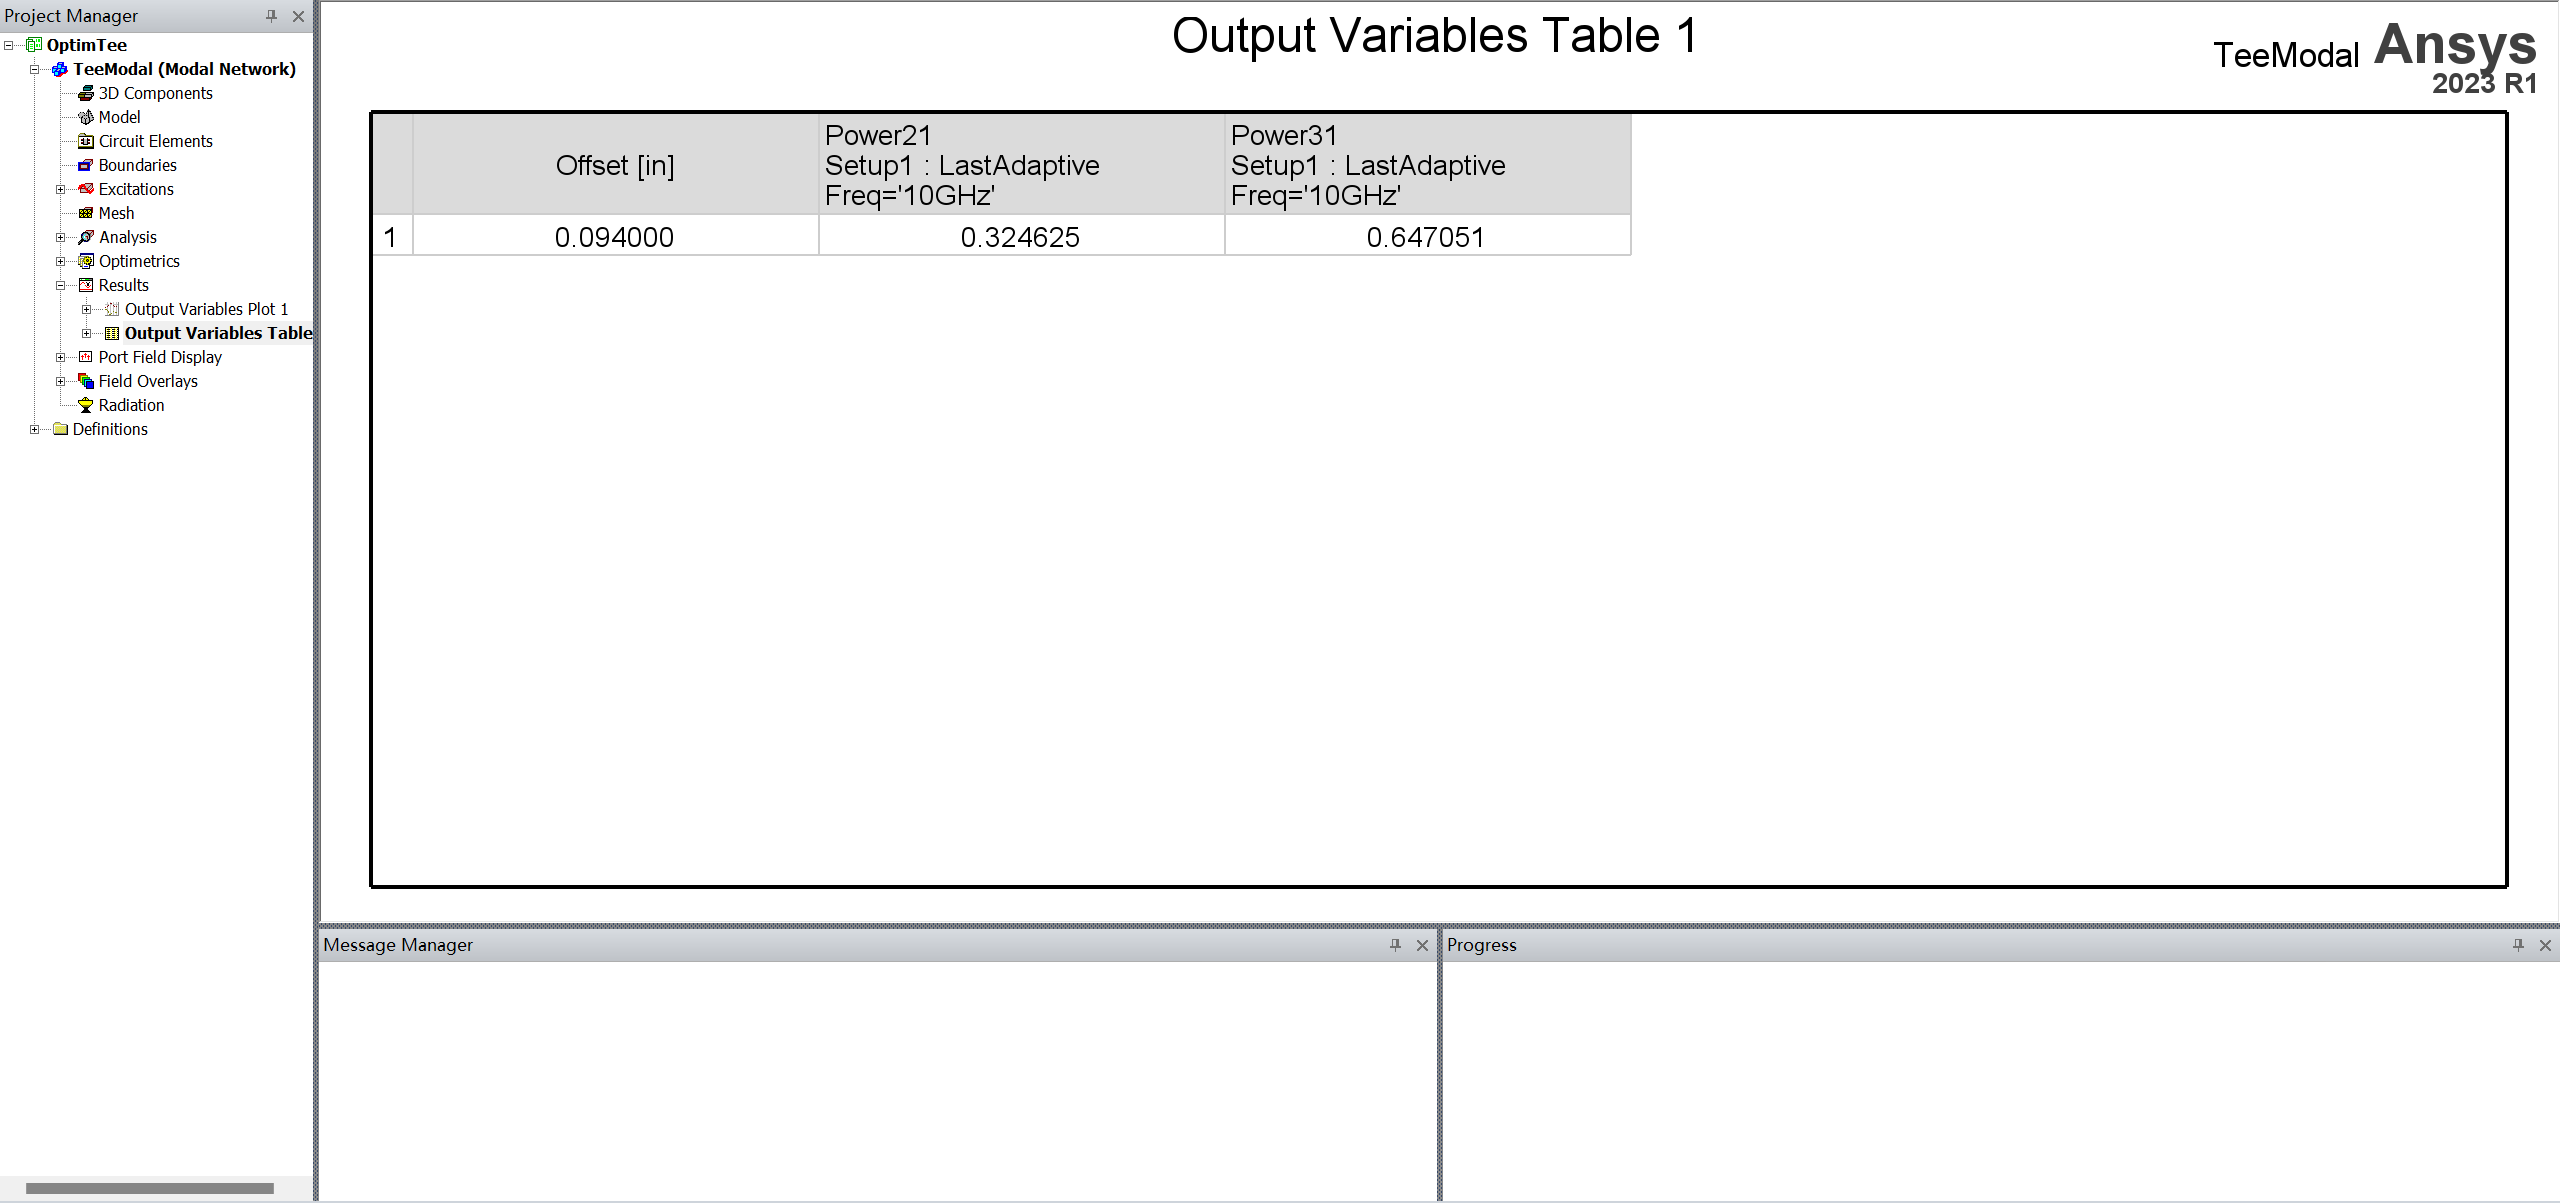 Project Manager
OptimTee
TeeModal (Modal Network)
3D Components
Model
Circuit Elements
Boundaries
Excitations
Mesh
Analysis
Optimetrics
Results
Output Variables Plot 1
Output Variables Table
Port Field Display
Field Overlays
Radiation
Definitions
Output Variables Table 1
TeeModal
Ansys
2023 R1
Offset [in]
Power21
Setup1 : LastAdaptive
Freq='10GHz'
Power31
Setup1 : LastAdaptive
Freq='10GHz'
1 0.094000 0.324625 0.647051
Message Manager
Progress